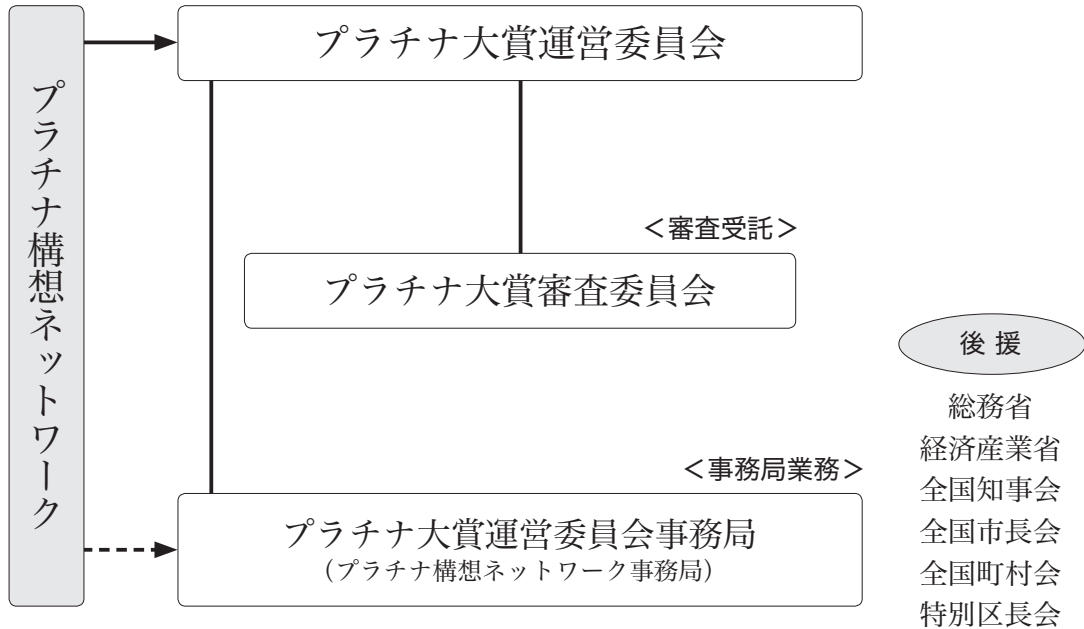 プラチナ構想ネットワーク
プラチナ大賞運営委員会
＜審査受託＞
プラチナ大賞審査委員会
＜事務局業務＞
プラチナ大賞運営委員会事務局
（プラチナ構想ネットワーク事務局）
後 援
総務省
経済産業省
全国知事会
全国市長会
全国町村会
特別区長会